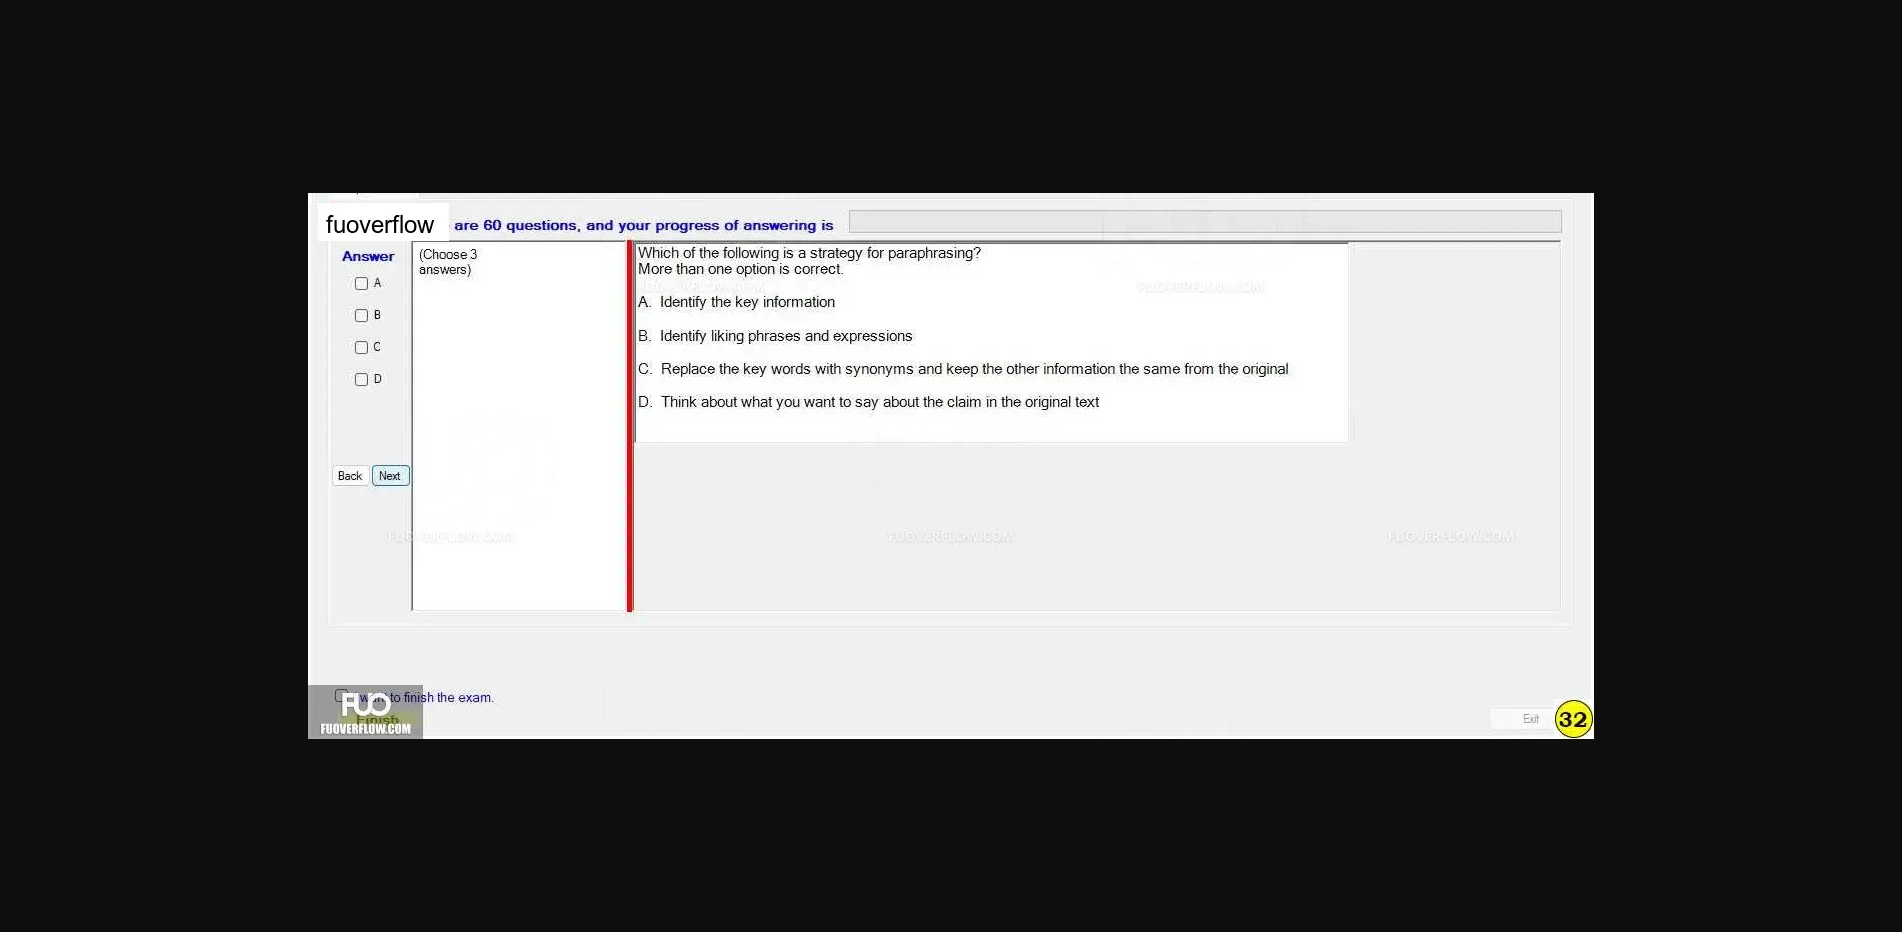 fuoverflow
are 60 questions, and your progress of answering is
Answer
(Choose 3
answers)
A
B
C
D
Back
Next
Which of the following is a strategy for paraphrasing?
More than one option is correct.
A. Identify the key information
B. Identify liking phrases and expressions
C. Replace the key words with synonyms and keep the other information the same from the original
D. Think about what you want to say about the claim in the original text
FUOVERFLOW.COM
FUOVERFLOW.COM
FUOVERFLOW.COM
FUOVERFLOW.COM
want to finish the exam.
FUO
Finish
FUOVERFLOW.COM
Exit
32